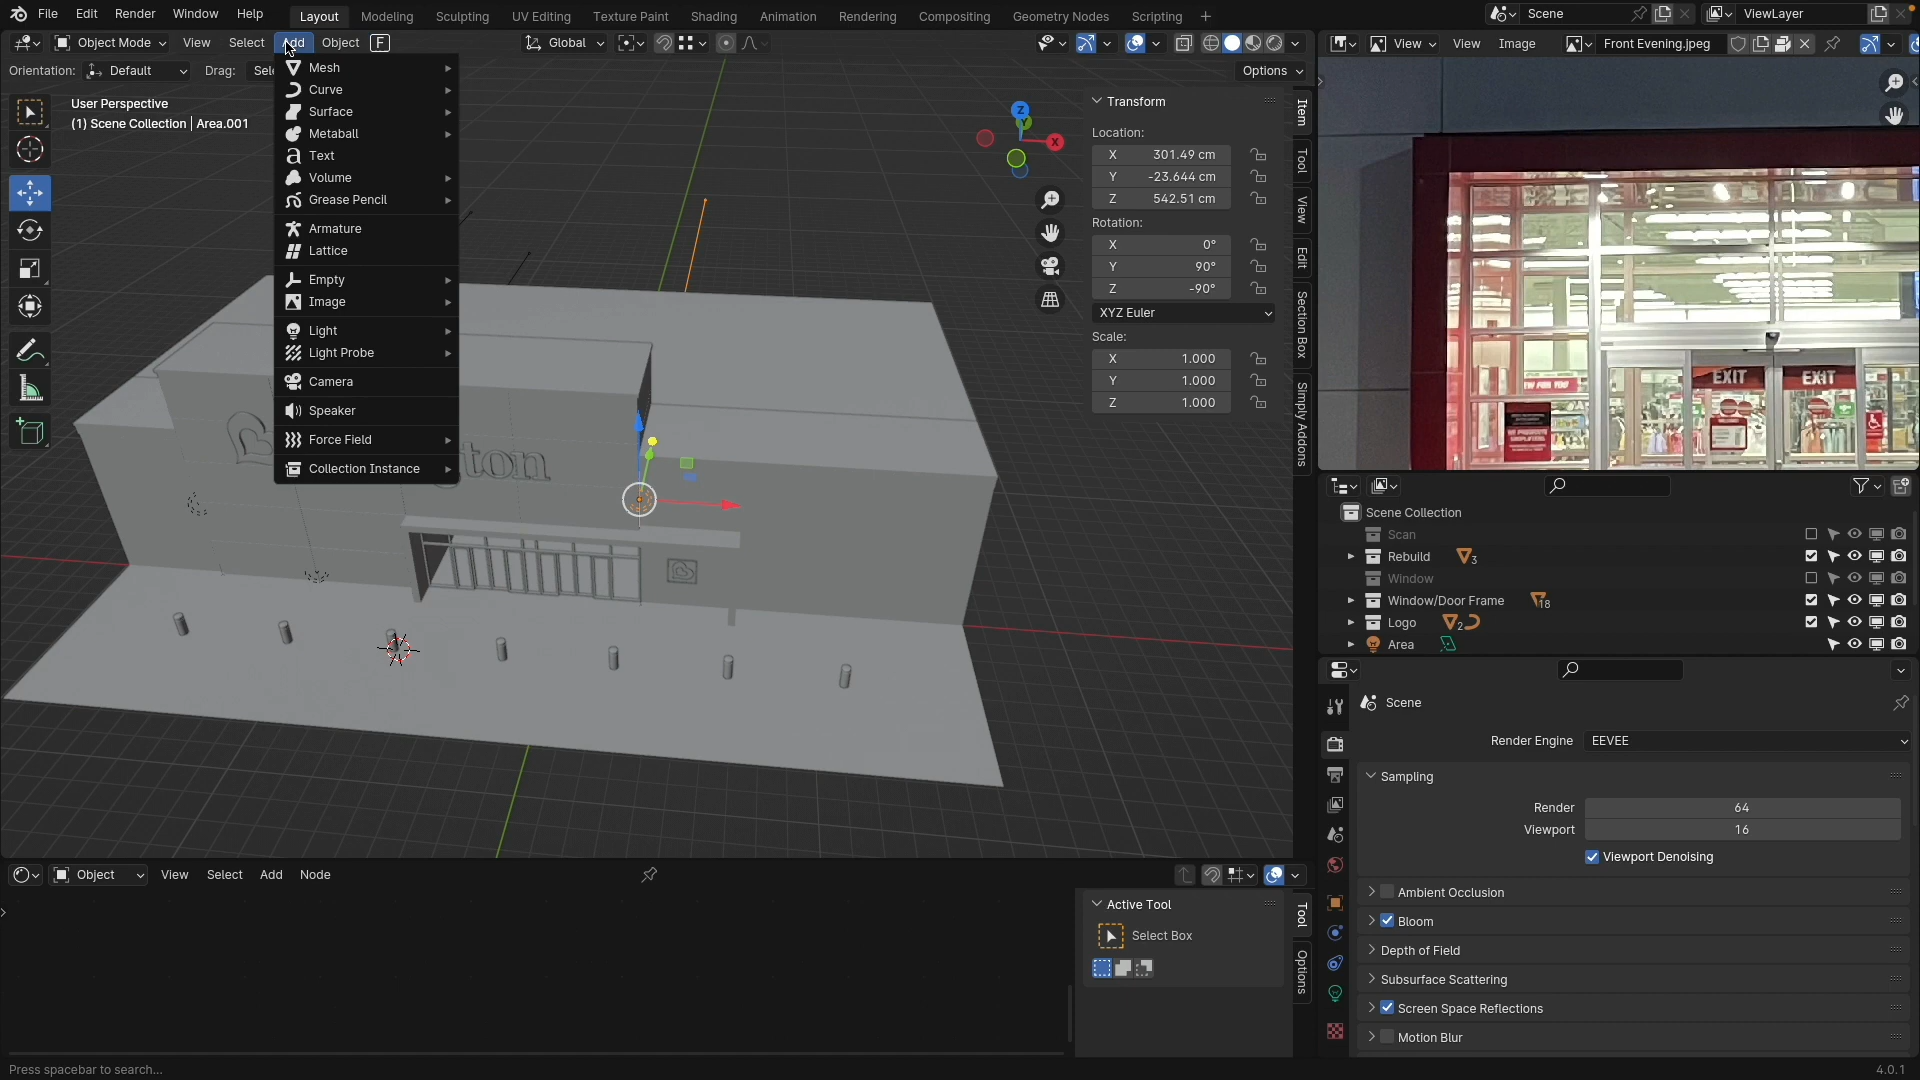 File Edit Render Window Help Layout Modeling Sculpting UV Editing Texture Paint Shading Animation Rendering Compositing Geometry Nodes Scripting + Scene ViewLayer
Object Mode View Select Add Object F Global View View Image Front Evening.jpeg
Orientation: Default Drag: Sel Options
User Perspective
(1) Scene Collection | Area.001
Mesh
Curve
Surface
Metaball
Text
Volume
Grease Pencil
Armature
Lattice
Empty
Image
Light
Light Probe
Camera
Speaker
Force Field
Collection Instance
ton
Z
Y
X
Transform
Location:
X 301.49 cm
Y -23.644 cm
Z 542.51 cm
Rotation:
X 0°
Y 90°
Z -90°
XYZ Euler
Scale:
X 1.000
Y 1.000
Z 1.000
Item
Tool
View
Edit
Section Box
Simply Addons
EXIT EXIT
Scene Collection
Scan
Rebuild 3
Window
Window/Door Frame 18
Logo 2
Area
Scene
Render Engine EEVEE
Sampling
Render 64
Viewport 16
Viewport Denoising
Ambient Occlusion
Bloom
Depth of Field
Subsurface Scattering
Screen Space Reflections
Motion Blur
Object View Select Add Node
Active Tool
Select Box
Tool
Options
Press spacebar to search...
4.0.1